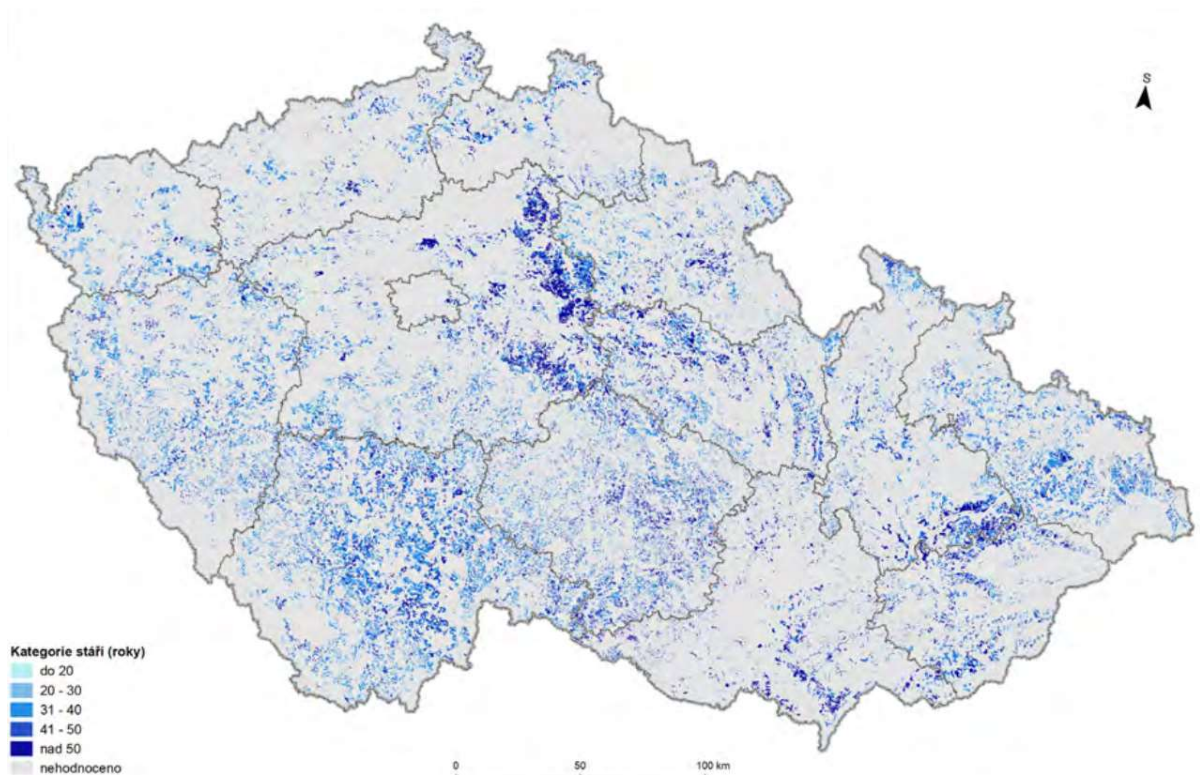 S
Kategorie stáří (roky)
do 20
20 - 30
31 - 40
41 - 50
nad 50
nehodnoceno
0 50 100 km